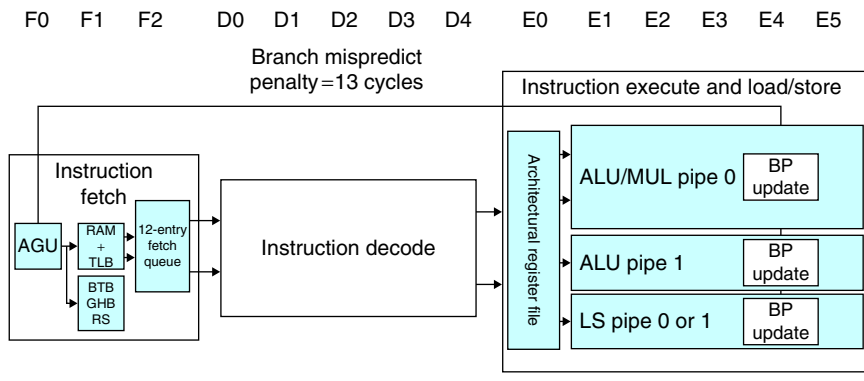 F0 F1 F2 D0 D1 D2 D3 D4 E0 E1 E2 E3 E4 E5
Branch mispredict
penalty=13 cycles
Instruction execute and load/store
Instruction
fetch
AGU
RAM
+
TLB
BTB
GHB
RS
12-entry
fetch
queue
Instruction decode
Architectural register file
ALU/MUL pipe 0
BP
update
ALU pipe 1
BP
update
LS pipe 0 or 1
BP
update